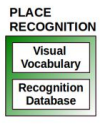 PLACE
RECOGNITION
Visual
Vocabulary
Recognition
Database